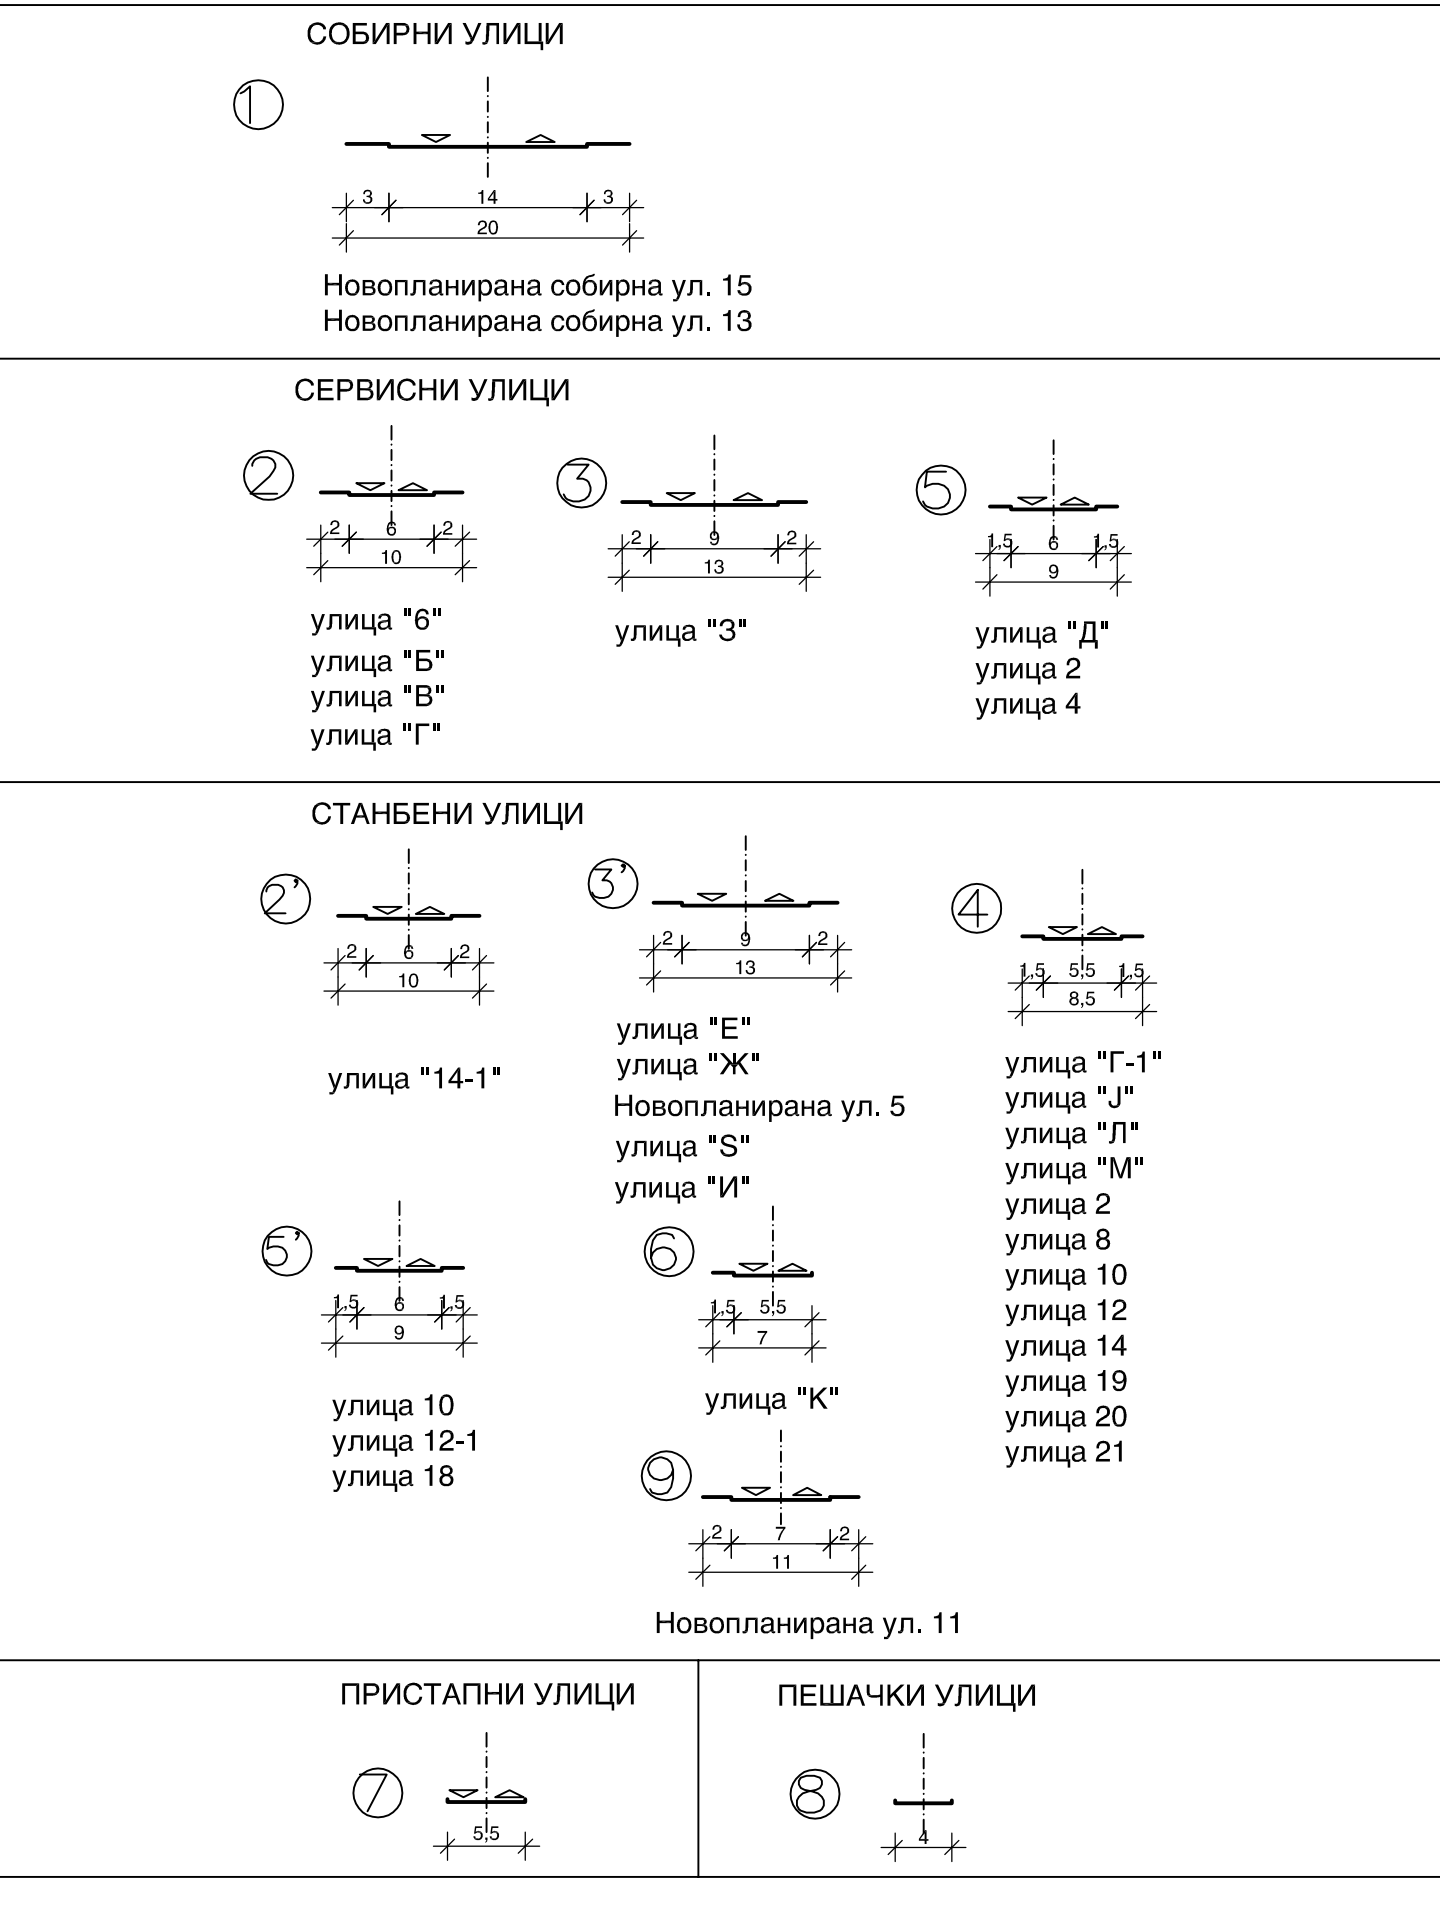 СОБИРНИ УЛИЦИ
1
3 14 3
20
Новопланирана собирна ул. 15
Новопланирана собирна ул. 13
СЕРВИСНИ УЛИЦИ
2
2 6 2
10
улица "6"
улица "Б"
улица "В"
улица "Г"
3
2 9 2
13
улица "З"
5
1,5 6 1,5
9
улица "Д"
улица 2
улица 4
СТАНБЕНИ УЛИЦИ
2'
2 6 2
10
улица "14-1"
3'
2 9 2
13
улица "Е"
улица "Ж"
Новопланирана ул. 5
улица "Ѕ"
улица "И"
4
1,5 5,5 1,5
8,5
улица "Г-1"
улица "Ј"
улица "Л"
улица "М"
улица 2
улица 8
улица 10
улица 12
улица 14
улица 19
улица 20
улица 21
5'
1,5 6 1,5
9
улица 10
улица 12-1
улица 18
6
1,5 5,5
7
улица "К"
9
2 7 2
11
Новопланирана ул. 11
ПРИСТАПНИ УЛИЦИ
7
5,5
ПЕШАЧКИ УЛИЦИ
8
4